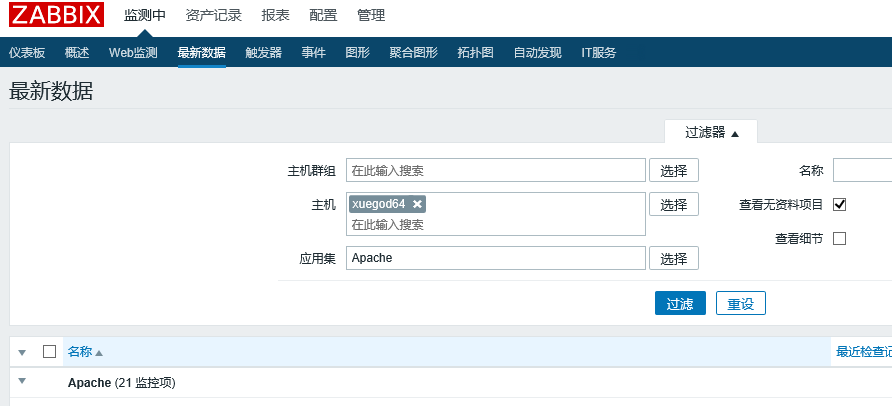 ZABBIX 监测中 资产记录 报表 配置 管理
仪表板 概述 Web监测 最新数据 触发器 事件 图形 聚合图形 拓扑图 自动发现 IT服务
最新数据
过滤器
主机群组 在此输入搜索 选择 名称
主机 xuegod64 选择 查看无资料项目
在此输入搜索
查看细节
应用集 Apache 选择
过滤 重设
名称 最近检查记
Apache (21 监控项)